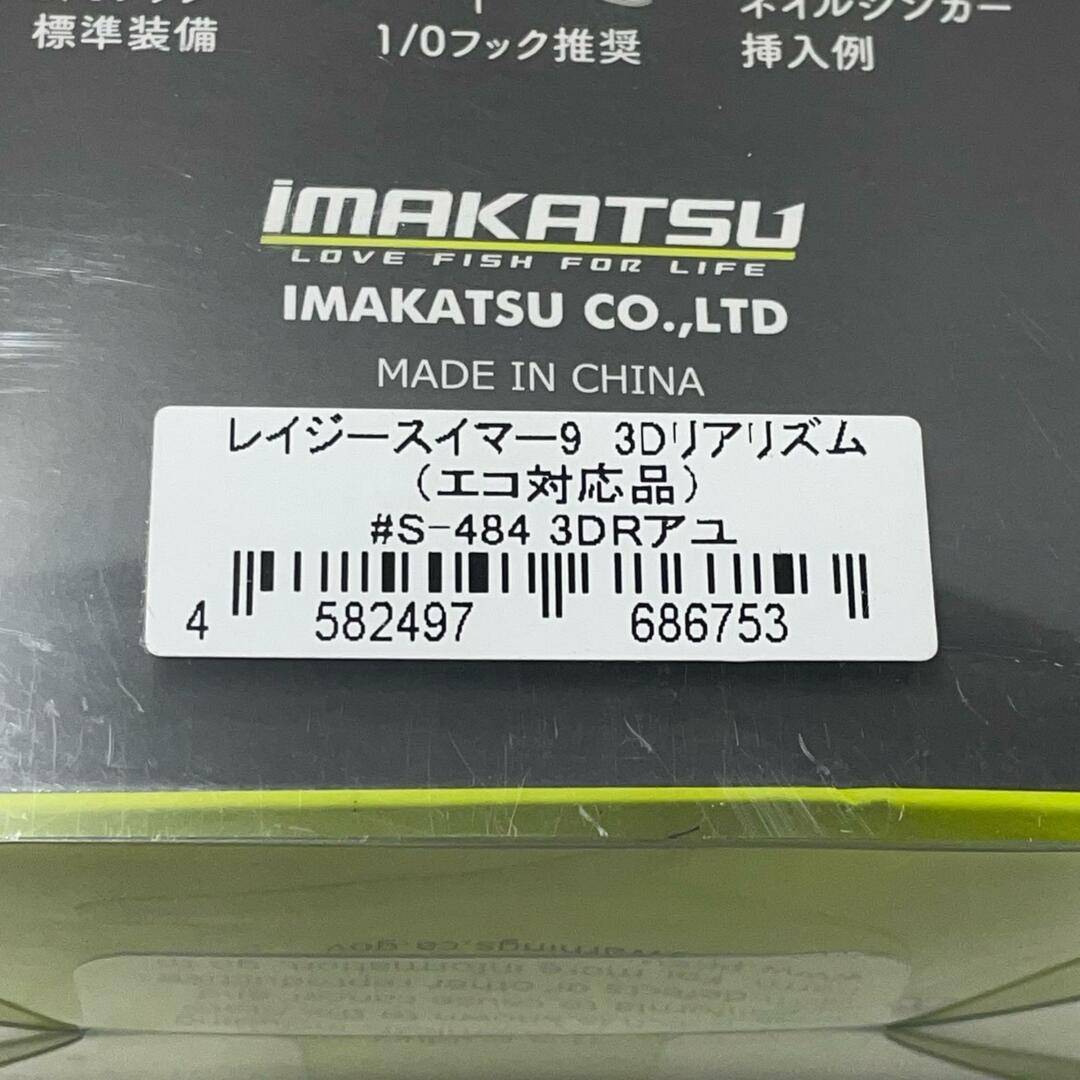 標準装備
1/0フック推奨
ネイルシンカー
挿入例
IMAKATSU
LOVE FISH FOR LIFE
IMAKATSU CO.,LTD
MADE IN CHINA
レイジースイマー9 3Dリアリズム
（エコ対応品）
#S-484 3DRアユ
4 582497 686753